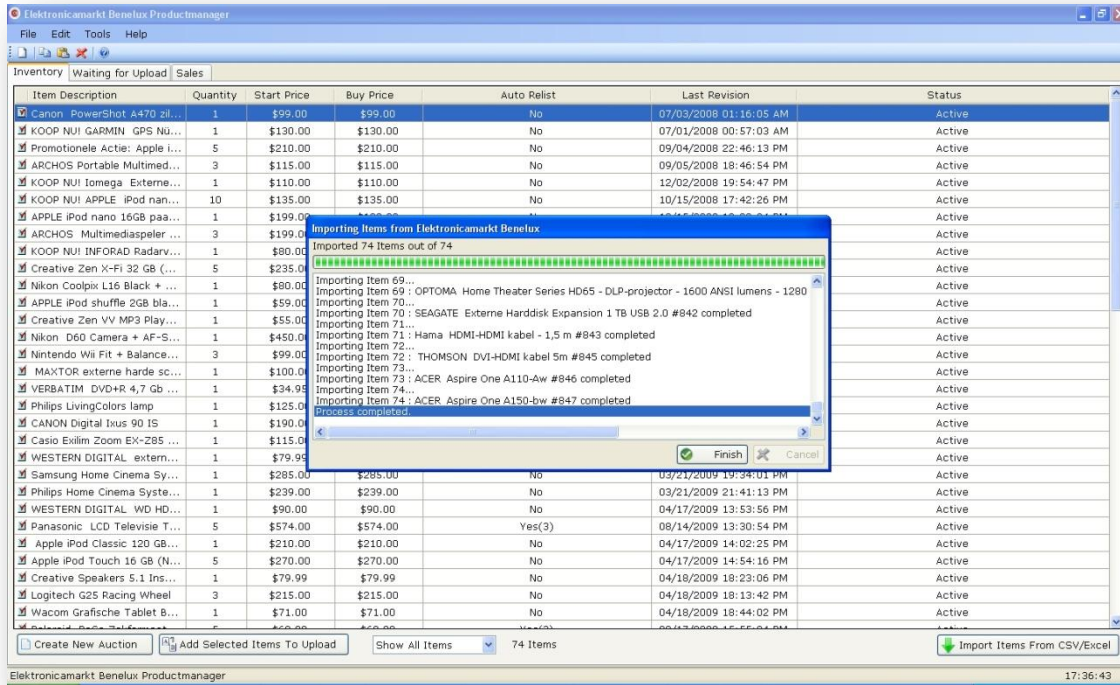 Elektronicamarkt Benelux Productmanager
File Edit Tools Help
Inventory Waiting for Upload Sales
Item Description Quantity Start Price Buy Price Auto Relist Last Revision Status
Canon PowerShot A470 zil... 1 $99.00 $99.00 No 07/03/2008 01:16:05 AM Active
KOOP NU! GARMIN GPS Nü... 1 $130.00 $130.00 No 07/01/2008 00:57:03 AM Active
Promotionele Actie: Apple i... 5 $210.00 $210.00 No 09/04/2008 22:46:13 PM Active
ARCHOS Portable Multimed... 3 $115.00 $115.00 No 09/05/2008 18:46:54 PM Active
KOOP NU! Iomega Externe... 1 $110.00 $110.00 No 12/02/2008 19:54:47 PM Active
KOOP NU! APPLE iPod nan... 10 $135.00 $135.00 No 10/15/2008 17:42:26 PM Active
APPLE iPod nano 16GB paa... 1 $199.00 Active
ARCHOS Multimediaspeler ... 3 $199.0 Active
KOOP NU! INFORAD Radarv... 1 $80.00 Active
Creative Zen X-Fi 32 GB (... 5 $235.0 Active
Nikon Coolpix L16 Black + ... 1 $80.00 Active
APPLE iPod shuffle 2GB bla... 1 $59.00 Active
Creative Zen VV MP3 Play... 1 $55.00 Active
Nikon D60 Camera + AF-S... 1 $450.0 Active
Nintendo Wii Fit + Balance... 3 $99.00 Active
MAXTOR externe harde sc... 1 $100.0 Active
VERBATIM DVD+R 4,7 Gb ... 1 $34.95 Active
Philips LivingColors lamp 1 $125.0 Active
CANON Digital Ixus 90 IS 1 $190.0 Active
Casio Exilim Zoom EX-Z85 ... 1 $115.0 Active
WESTERN DIGITAL extern... 1 $79.99 Active
Samsung Home Cinema Sy... 1 $285.00 $285.00 No 03/21/2009 19:34:01 PM Active
Philips Home Cinema Syste... 1 $239.00 $239.00 No 03/21/2009 21:41:13 PM Active
WESTERN DIGITAL WD HD... 1 $90.00 $90.00 No 04/17/2009 13:53:56 PM Active
Panasonic LCD Televisie T... 5 $574.00 $574.00 Yes(3) 08/14/2009 13:30:54 PM Active
Apple iPod Classic 120 GB... 1 $210.00 $210.00 No 04/17/2009 14:02:25 PM Active
Apple iPod Touch 16 GB (N... 5 $270.00 $270.00 No 04/17/2009 14:54:16 PM Active
Creative Speakers 5.1 Ins... 1 $79.99 $79.99 No 04/18/2009 18:23:06 PM Active
Logitech G25 Racing Wheel 3 $215.00 $215.00 No 04/18/2009 18:13:42 PM Active
Wacom Grafische Tablet B... 1 $71.00 $71.00 No 04/18/2009 18:44:02 PM Active
Importing Items from Elektronicamarkt Benelux
Imported 74 Items out of 74
Importing Item 69...
Importing Item 69 : OPTOMA Home Theater Series HD65 - DLP-projector - 1600 ANSI lumens - 1280
Importing Item 70...
Importing Item 70 : SEAGATE Externe Harddisk Expansion 1 TB USB 2.0 #842 completed
Importing Item 71...
Importing Item 71 : Hama HDMI-HDMI kabel - 1,5 m #843 completed
Importing Item 72...
Importing Item 72 : THOMSON DVI-HDMI kabel 5m #845 completed
Importing Item 73...
Importing Item 73 : ACER Aspire One A110-Aw #846 completed
Importing Item 74...
Importing Item 74 : ACER Aspire One A150-bw #847 completed
Process completed.
Finish Cancel
Create New Auction Add Selected Items To Upload Show All Items 74 Items Import Items From CSV/Excel
Elektronicamarkt Benelux Productmanager 17:36:43